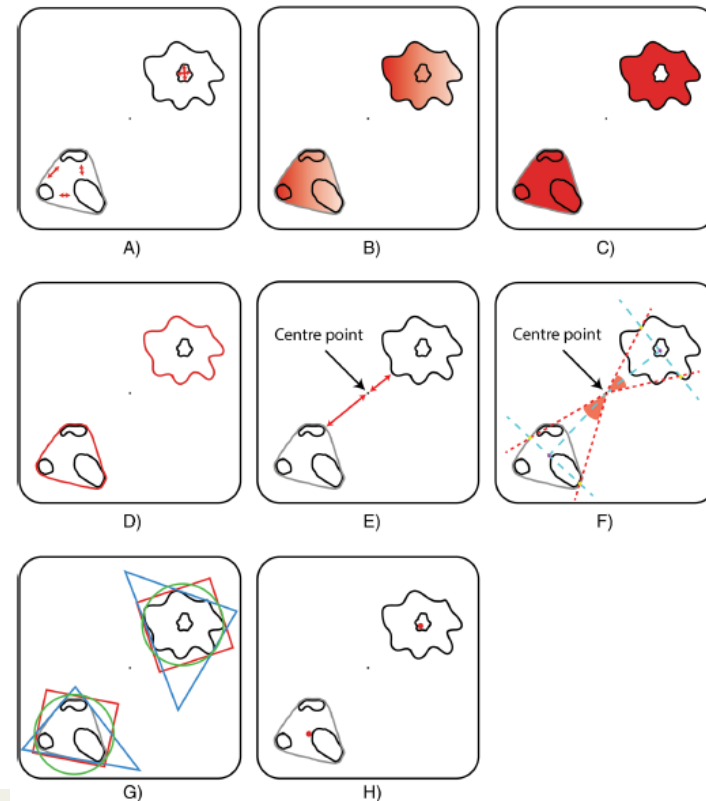 A)
B)
C)
Centre point
Centre point
D)
E)
F)
G)
H)